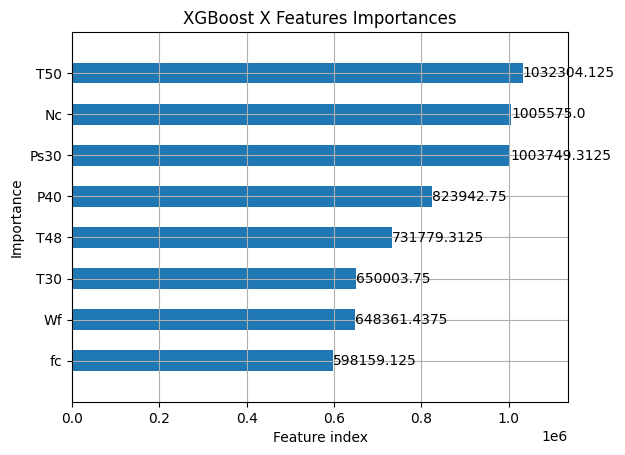 XGBoost X Features Importances
T50
1032304.125
Nc
1005575.0
Ps30
1003749.3125
P40
823942.75
T48
731779.3125
T30
650003.75
Wf
648361.4375
fc
598159.125
Importance
0.0 0.2 0.4 0.6 0.8 1.0
1e6
Feature index